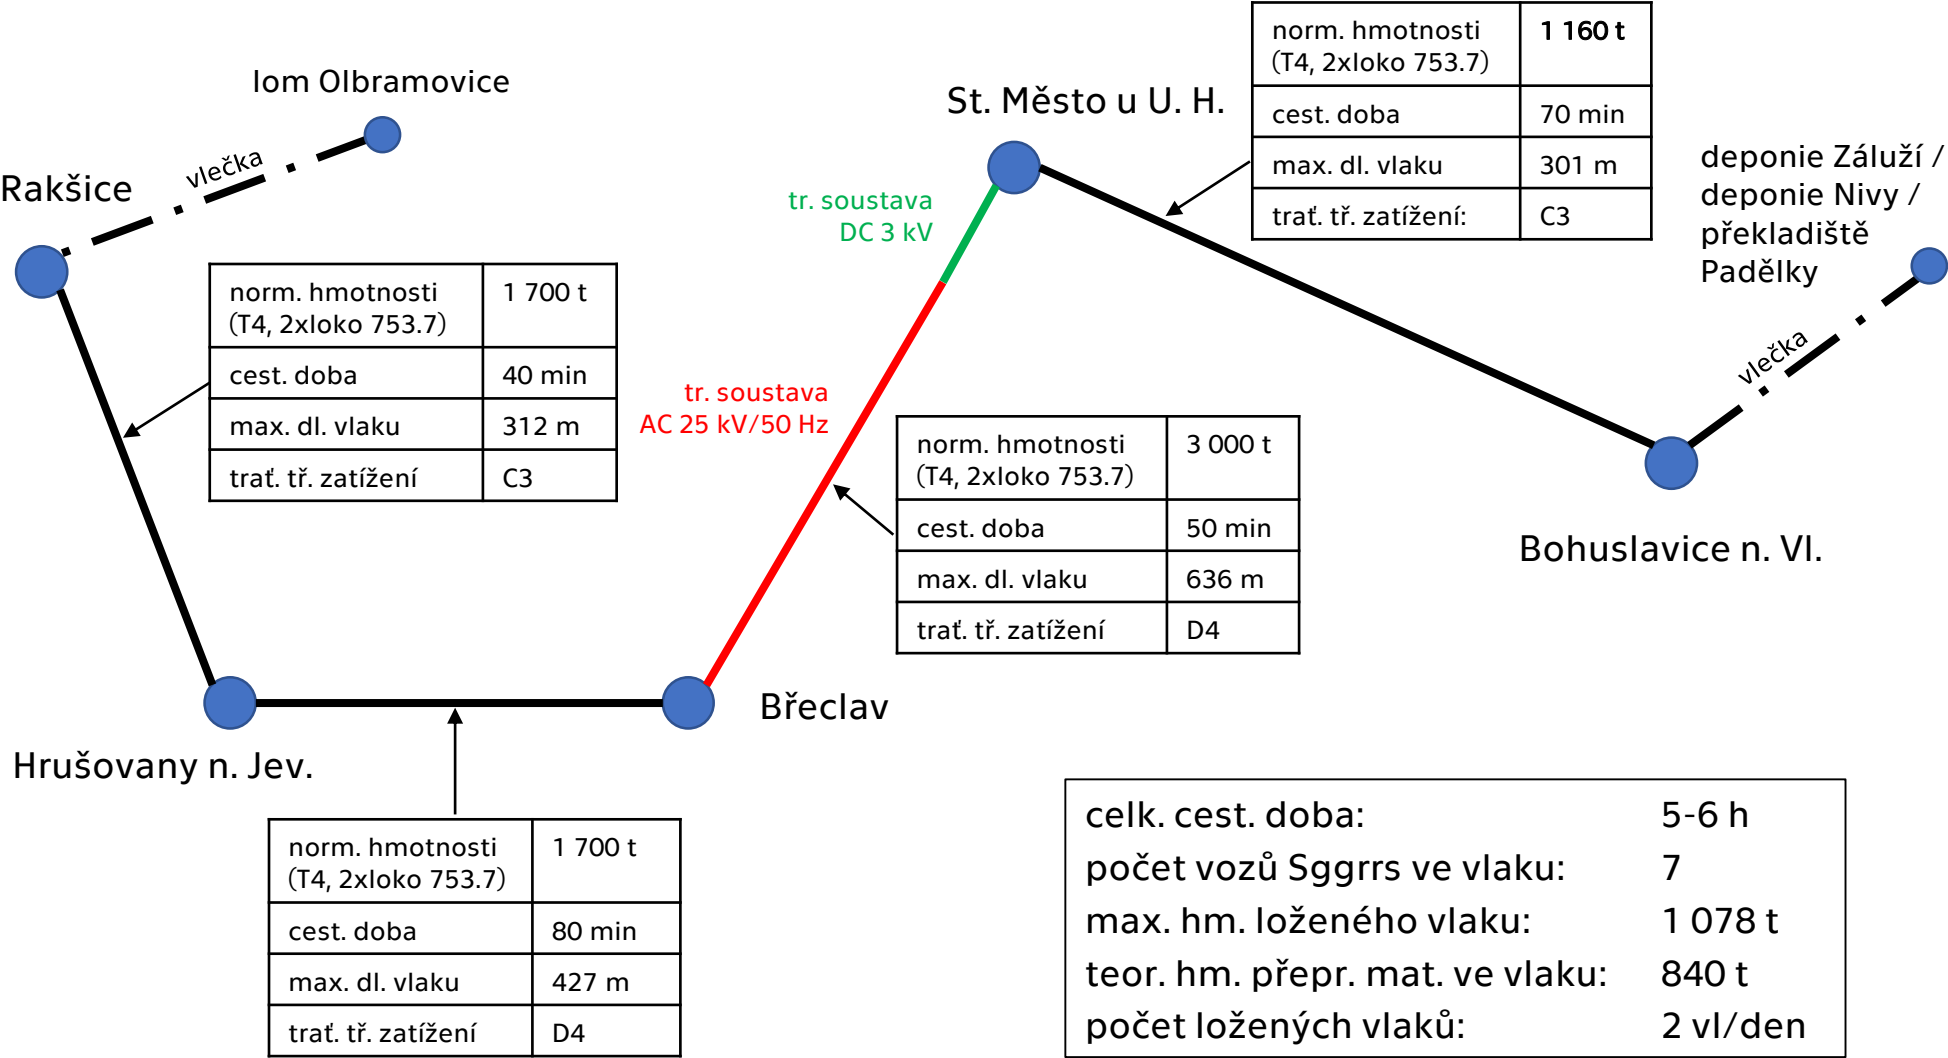 lom Olbramovice
vlečka
Rakšice
norm. hmotnosti 1 700 t
(T4, 2xloko 753.7)
cest. doba 40 min
max. dl. vlaku 312 m
trať. tř. zatížení C3
Hrušovany n. Jev.
norm. hmotnosti 1 700 t
(T4, 2xloko 753.7)
cest. doba 80 min
max. dl. vlaku 427 m
trať. tř. zatížení D4
Břeclav
tr. soustava
AC 25 kV/50 Hz
tr. soustava
DC 3 kV
norm. hmotnosti 3 000 t
(T4, 2xloko 753.7)
cest. doba 50 min
max. dl. vlaku 636 m
trať. tř. zatížení D4
St. Město u U. H.
norm. hmotnosti 1 160 t
(T4, 2xloko 753.7)
cest. doba 70 min
max. dl. vlaku 301 m
trať. tř. zatížení: C3
deponie Záluží /
deponie Nivy /
překladiště
Padělky
vlečka
Bohuslavice n. Vl.
celk. cest. doba: 5-6 h
počet vozů Sggrrs ve vlaku: 7
max. hm. loženého vlaku: 1 078 t
teor. hm. přepr. mat. ve vlaku: 840 t
počet ložených vlaků: 2 vl/den